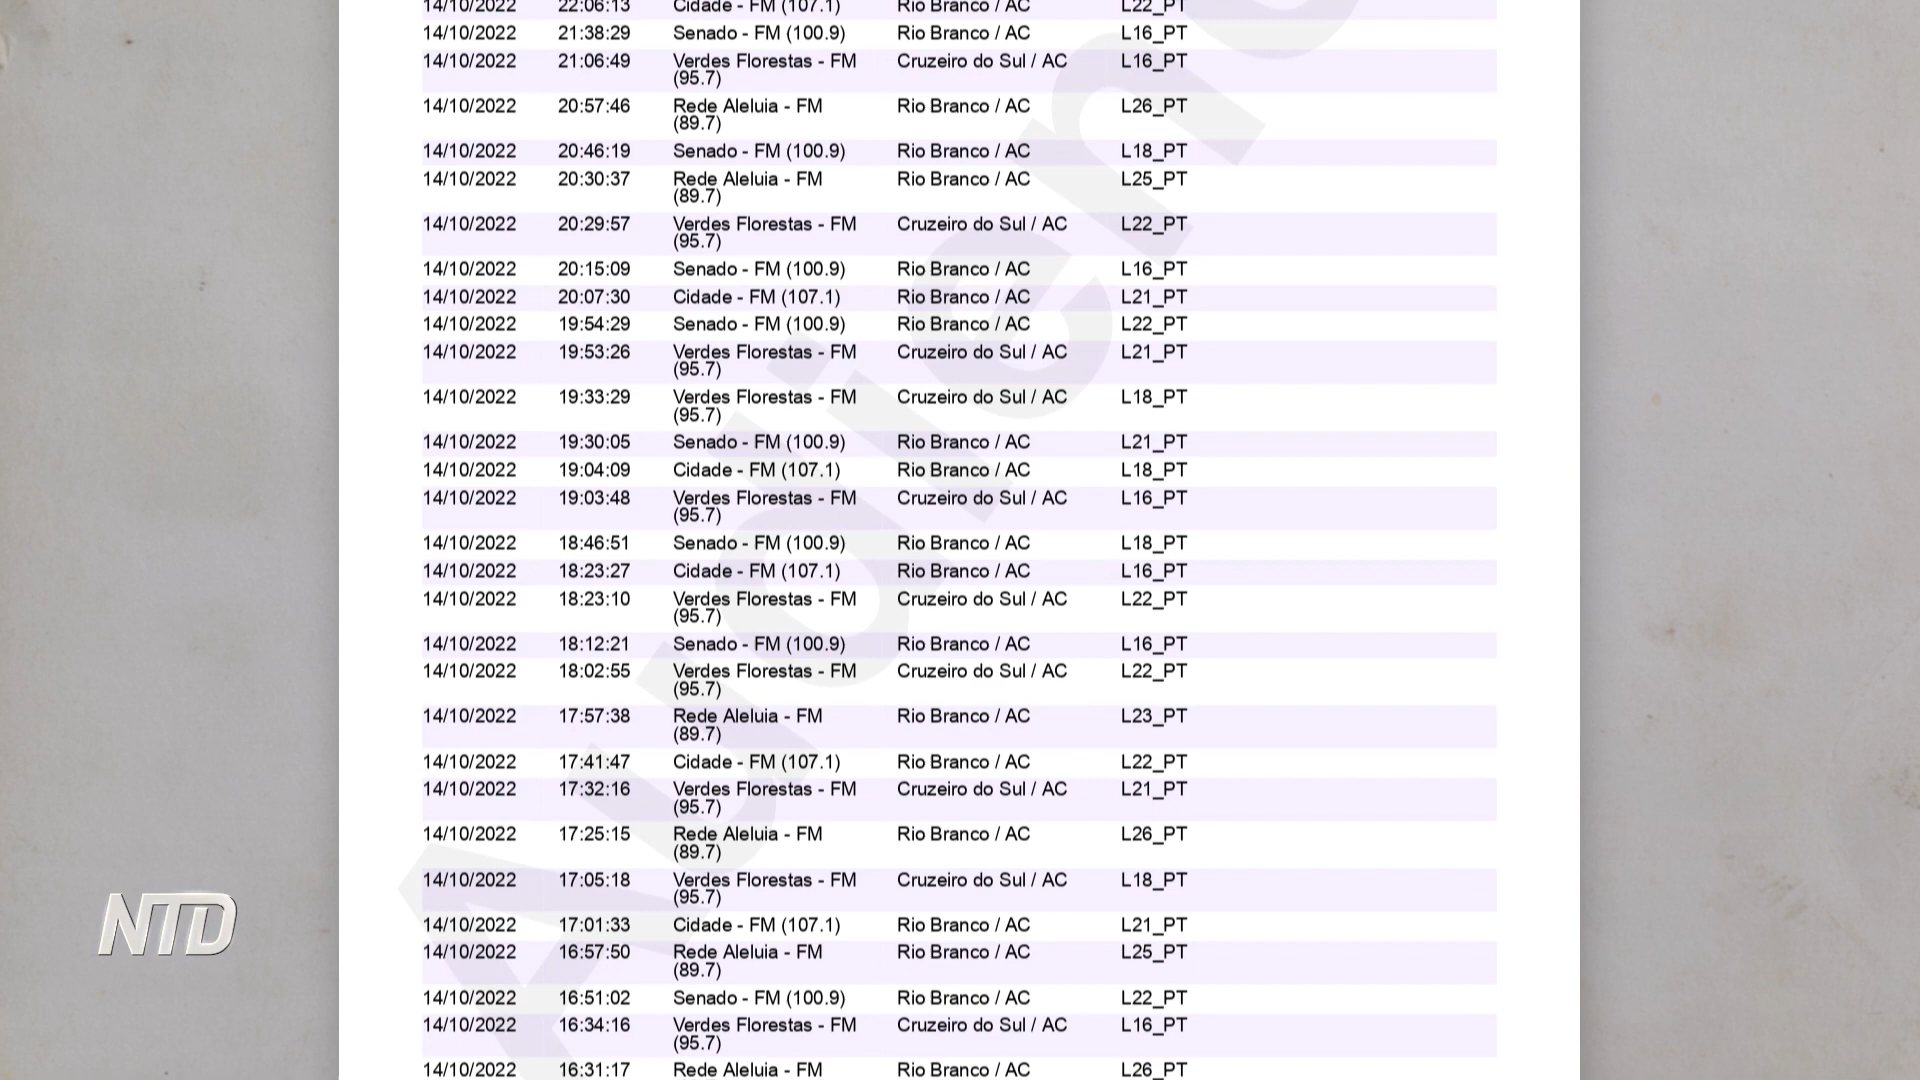 14/10/2022 22:06:13 Cidade - FM (107.1) Rio Branco / AC L22_PT
14/10/2022 21:38:29 Senado - FM (100.9) Rio Branco / AC L16_PT
14/10/2022 21:06:49 Verdes Florestas - FM Cruzeiro do Sul / AC L16_PT
(95.7)
14/10/2022 20:57:46 Rede Aleluia - FM Rio Branco / AC L26_PT
(89.7)
14/10/2022 20:46:19 Senado - FM (100.9) Rio Branco / AC L18_PT
14/10/2022 20:30:37 Rede Aleluia - FM Rio Branco / AC L25_PT
(89.7)
14/10/2022 20:29:57 Verdes Florestas - FM Cruzeiro do Sul / AC L22_PT
(95.7)
14/10/2022 20:15:09 Senado - FM (100.9) Rio Branco / AC L16_PT
14/10/2022 20:07:30 Cidade - FM (107.1) Rio Branco / AC L21_PT
14/10/2022 19:54:29 Senado - FM (100.9) Rio Branco / AC L22_PT
14/10/2022 19:53:26 Verdes Florestas - FM Cruzeiro do Sul / AC L21_PT
(95.7)
14/10/2022 19:33:29 Verdes Florestas - FM Cruzeiro do Sul / AC L18_PT
(95.7)
14/10/2022 19:30:05 Senado - FM (100.9) Rio Branco / AC L21_PT
14/10/2022 19:04:09 Cidade - FM (107.1) Rio Branco / AC L18_PT
14/10/2022 19:03:48 Verdes Florestas - FM Cruzeiro do Sul / AC L16_PT
(95.7)
14/10/2022 18:46:51 Senado - FM (100.9) Rio Branco / AC L18_PT
14/10/2022 18:23:27 Cidade - FM (107.1) Rio Branco / AC L16_PT
14/10/2022 18:23:10 Verdes Florestas - FM Cruzeiro do Sul / AC L22_PT
(95.7)
14/10/2022 18:12:21 Senado - FM (100.9) Rio Branco / AC L16_PT
14/10/2022 18:02:55 Verdes Florestas - FM Cruzeiro do Sul / AC L22_PT
(95.7)
14/10/2022 17:57:38 Rede Aleluia - FM Rio Branco / AC L23_PT
(89.7)
14/10/2022 17:41:47 Cidade - FM (107.1) Rio Branco / AC L22_PT
14/10/2022 17:32:16 Verdes Florestas - FM Cruzeiro do Sul / AC L21_PT
(95.7)
14/10/2022 17:25:15 Rede Aleluia - FM Rio Branco / AC L26_PT
(89.7)
14/10/2022 17:05:18 Verdes Florestas - FM Cruzeiro do Sul / AC L18_PT
(95.7)
14/10/2022 17:01:33 Cidade - FM (107.1) Rio Branco / AC L21_PT
14/10/2022 16:57:50 Rede Aleluia - FM Rio Branco / AC L25_PT
(89.7)
14/10/2022 16:51:02 Senado - FM (100.9) Rio Branco / AC L22_PT
14/10/2022 16:34:16 Verdes Florestas - FM Cruzeiro do Sul / AC L16_PT
(95.7)
14/10/2022 16:31:17 Rede Aleluia - FM Rio Branco / AC L26_PT
NTD